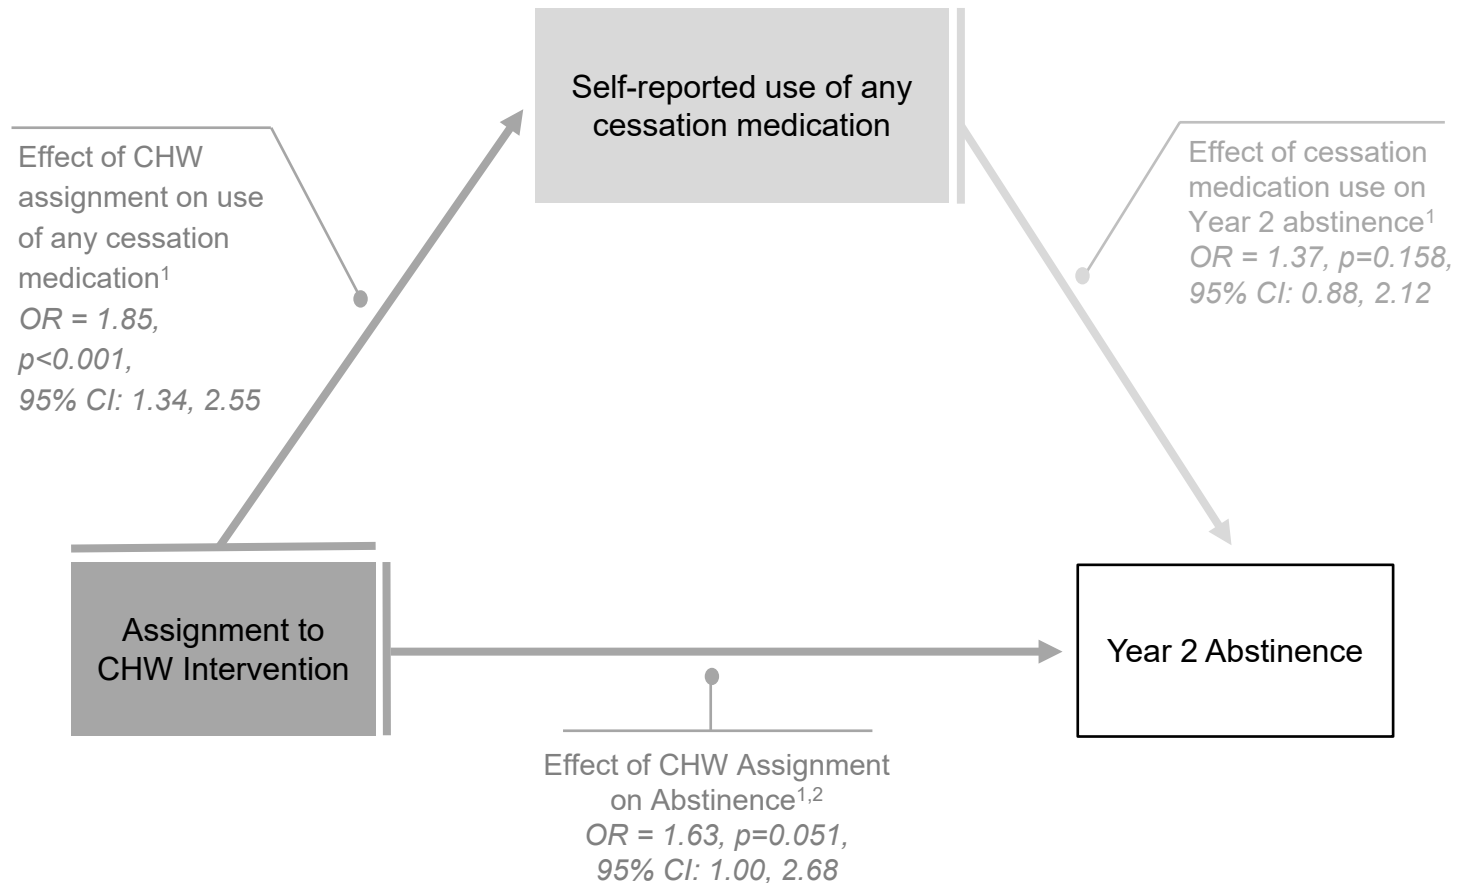 Self-reported use of any
cessation medication
Effect of CHW
assignment on use
of any cessation
medication¹
OR = 1.85,
p<0.001,
95% CI: 1.34, 2.55
Effect of cessation
medication use on
Year 2 abstinence¹
OR = 1.37, p=0.158,
95% CI: 0.88, 2.12
Assignment to
CHW Intervention
Year 2 Abstinence
Effect of CHW Assignment
on Abstinence¹,²
OR = 1.63, p=0.051,
95% CI: 1.00, 2.68